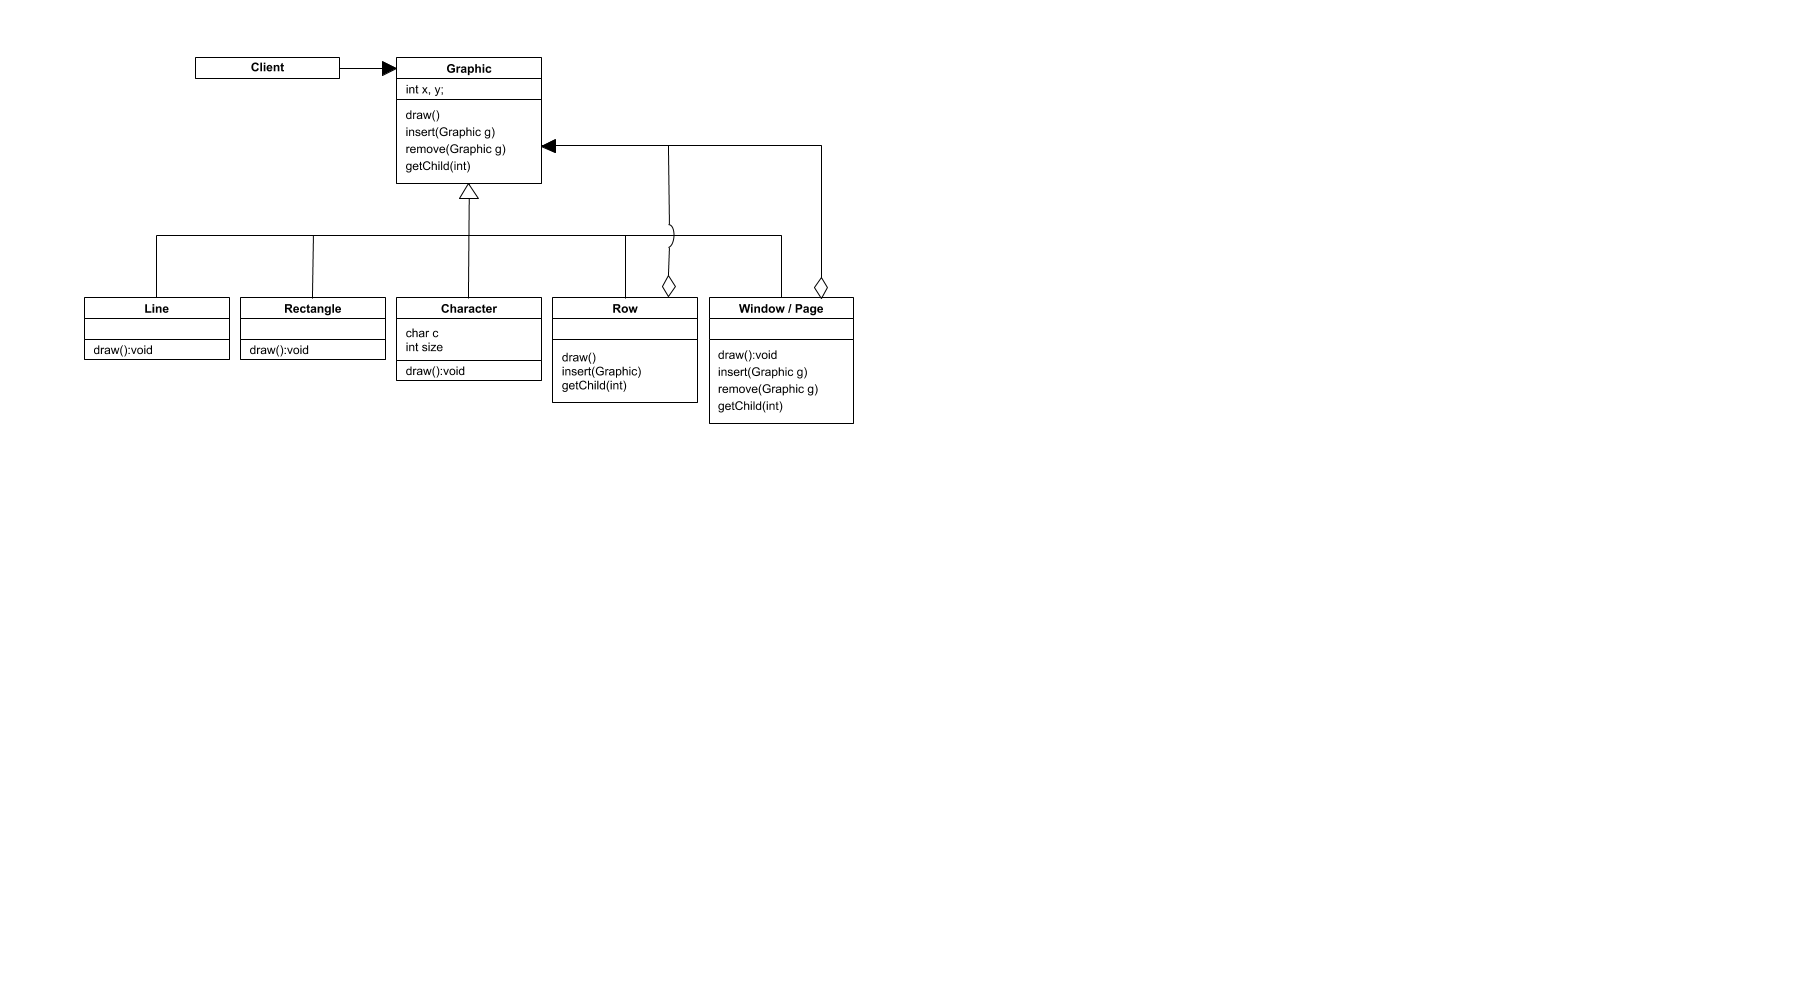 Client
Graphic
int x, y;
draw()
insert(Graphic g)
remove(Graphic g)
getChild(int)
Line
draw():void
Rectangle
draw():void
Character
char c
int size
draw():void
Row
draw()
insert(Graphic)
getChild(int)
Window / Page
draw():void
insert(Graphic g)
remove(Graphic g)
getChild(int)